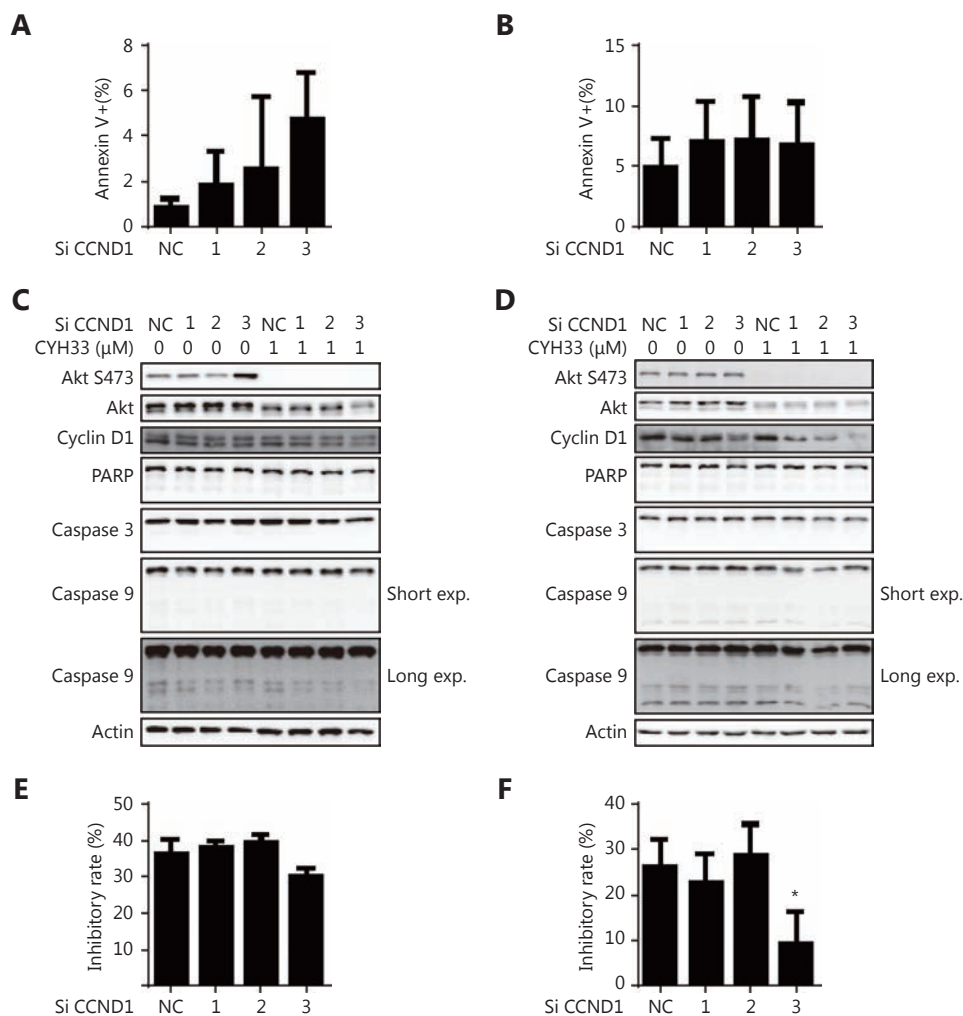 A
Annexin V+(%)
8
6
4
2
0
Si CCND1 NC 1 2 3
B
Annexin V+(%)
15
10
5
0
Si CCND1 NC 1 2 3
C
Si CCND1 NC 1 2 3 NC 1 2 3
CYH33 (μM) 0 0 0 0 1 1 1 1
Akt S473
Akt
Cyclin D1
PARP
Caspase 3
Caspase 9 Short exp.
Caspase 9 Long exp.
Actin
D
Si CCND1 NC 1 2 3 NC 1 2 3
CYH33 (μM) 0 0 0 0 1 1 1 1
Akt S473
Akt
Cyclin D1
PARP
Caspase 3
Caspase 9 Short exp.
Caspase 9 Long exp.
Actin
E
Inhibitory rate (%)
50
40
30
20
10
Si CCND1 NC 1 2 3
F
Inhibitory rate (%)
40
30
20
10
0
*
Si CCND1 NC 1 2 3